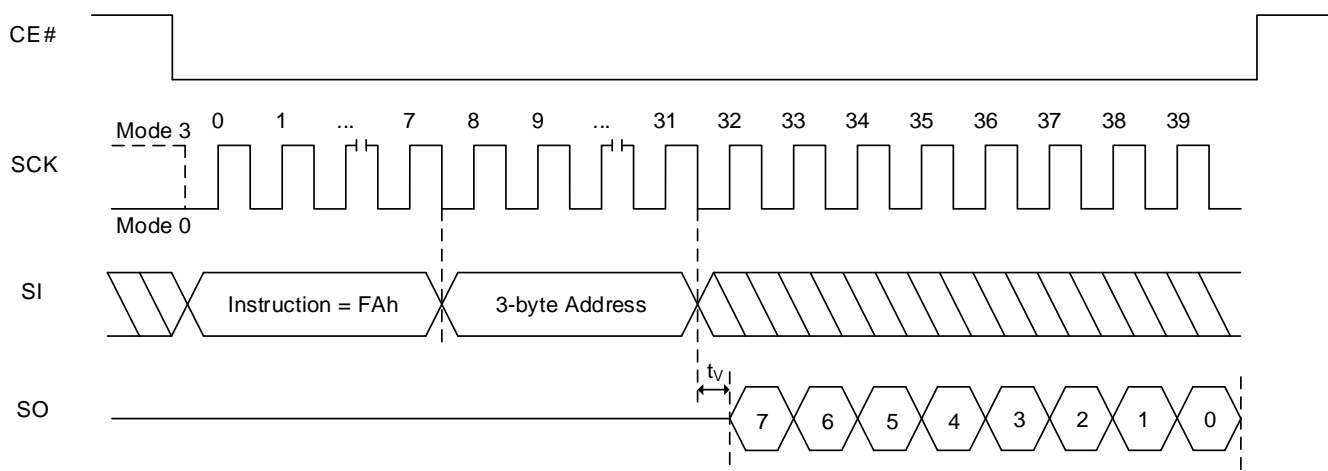 CE#
0 1 ... 7 8 9 ... 31 32 33 34 35 36 37 38 39
Mode 3
SCK
Mode 0
SI
Instruction = FAh
3-byte Address
tV
SO
7 6 5 4 3 2 1 0